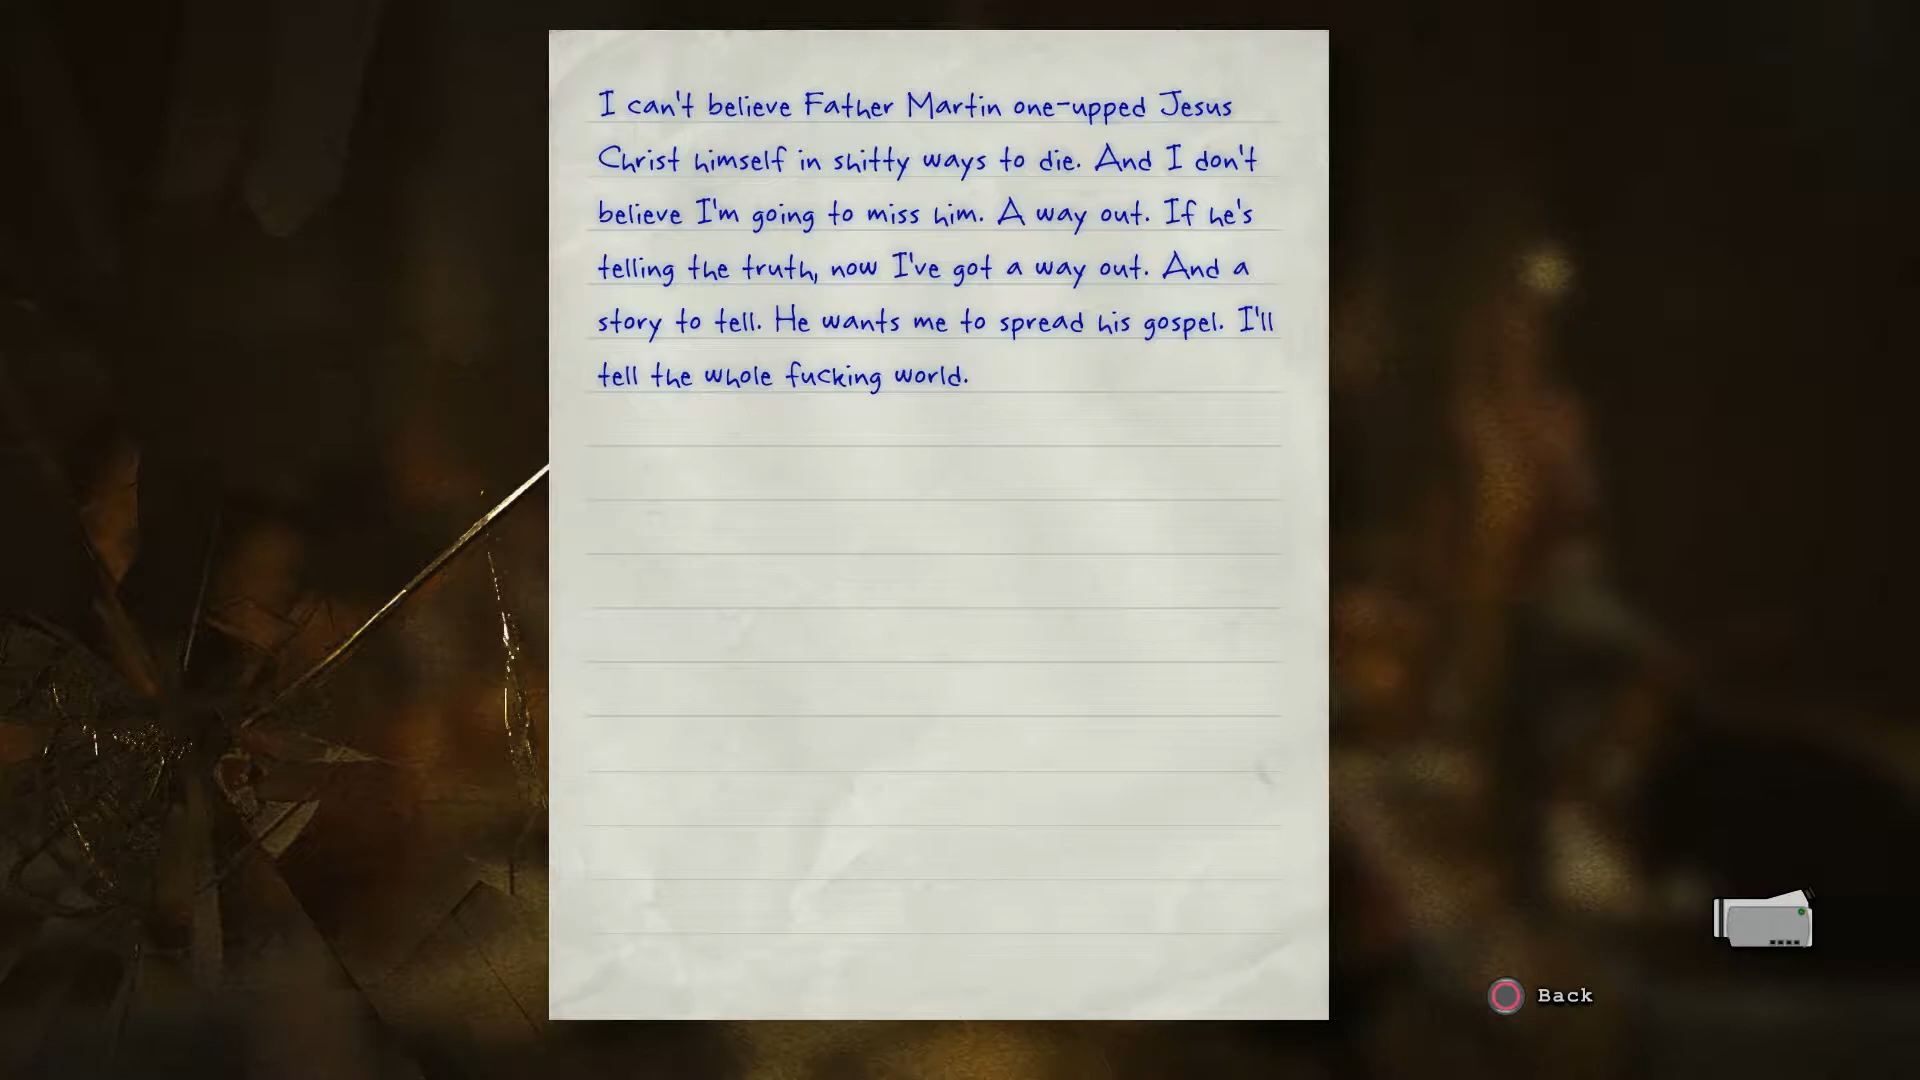 I can't believe Father Martin one-upped Jesus
Christ himself in shitty ways to die. And I don't
believe I'm going to miss him. A way out. If he's
telling the truth, now I've got a way out. And a
story to tell. He wants me to spread his gospel. I'll
tell the whole fucking world.
Back